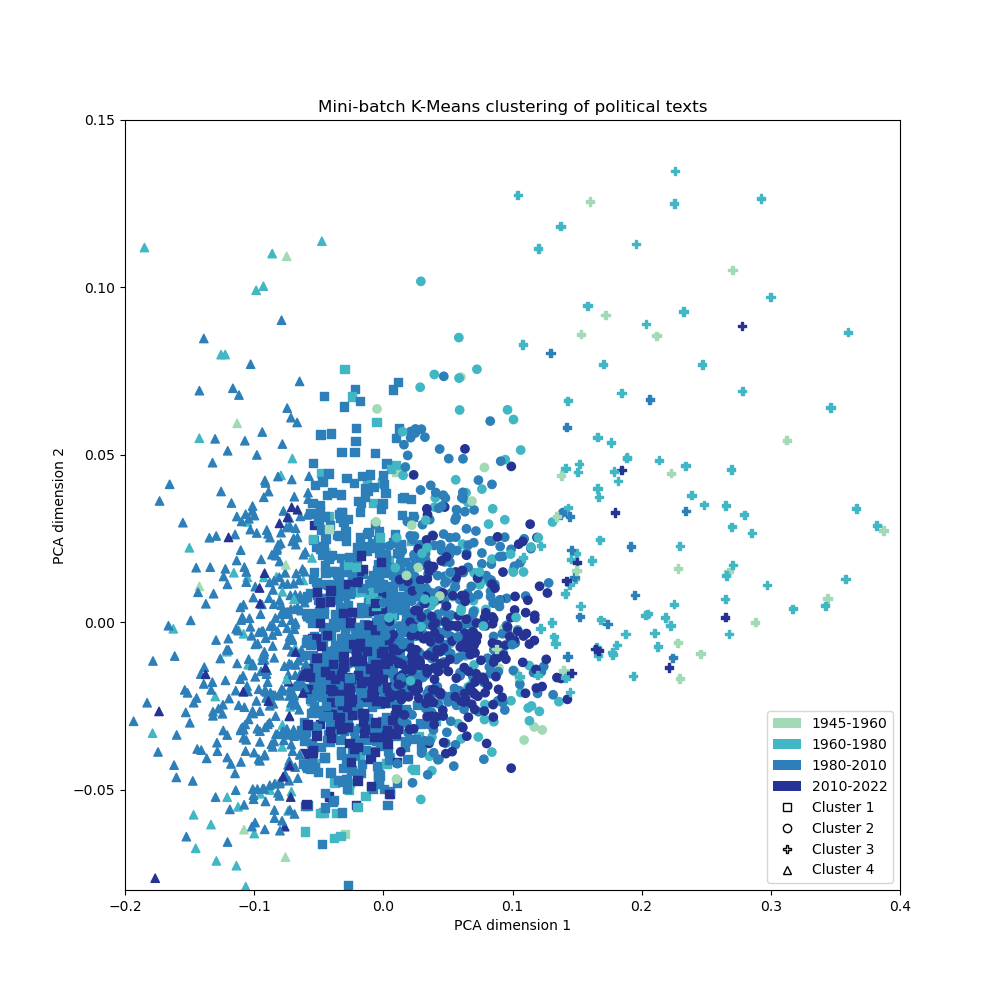 Mini-batch K-Means clustering of political texts
0.15
0.10
0.05
0.00
−0.05
PCA dimension 2
1945-1960
1960-1980
1980-2010
2010-2022
Cluster 1
Cluster 2
Cluster 3
Cluster 4
−0.2 −0.1 0.0 0.1 0.2 0.3 0.4
PCA dimension 1